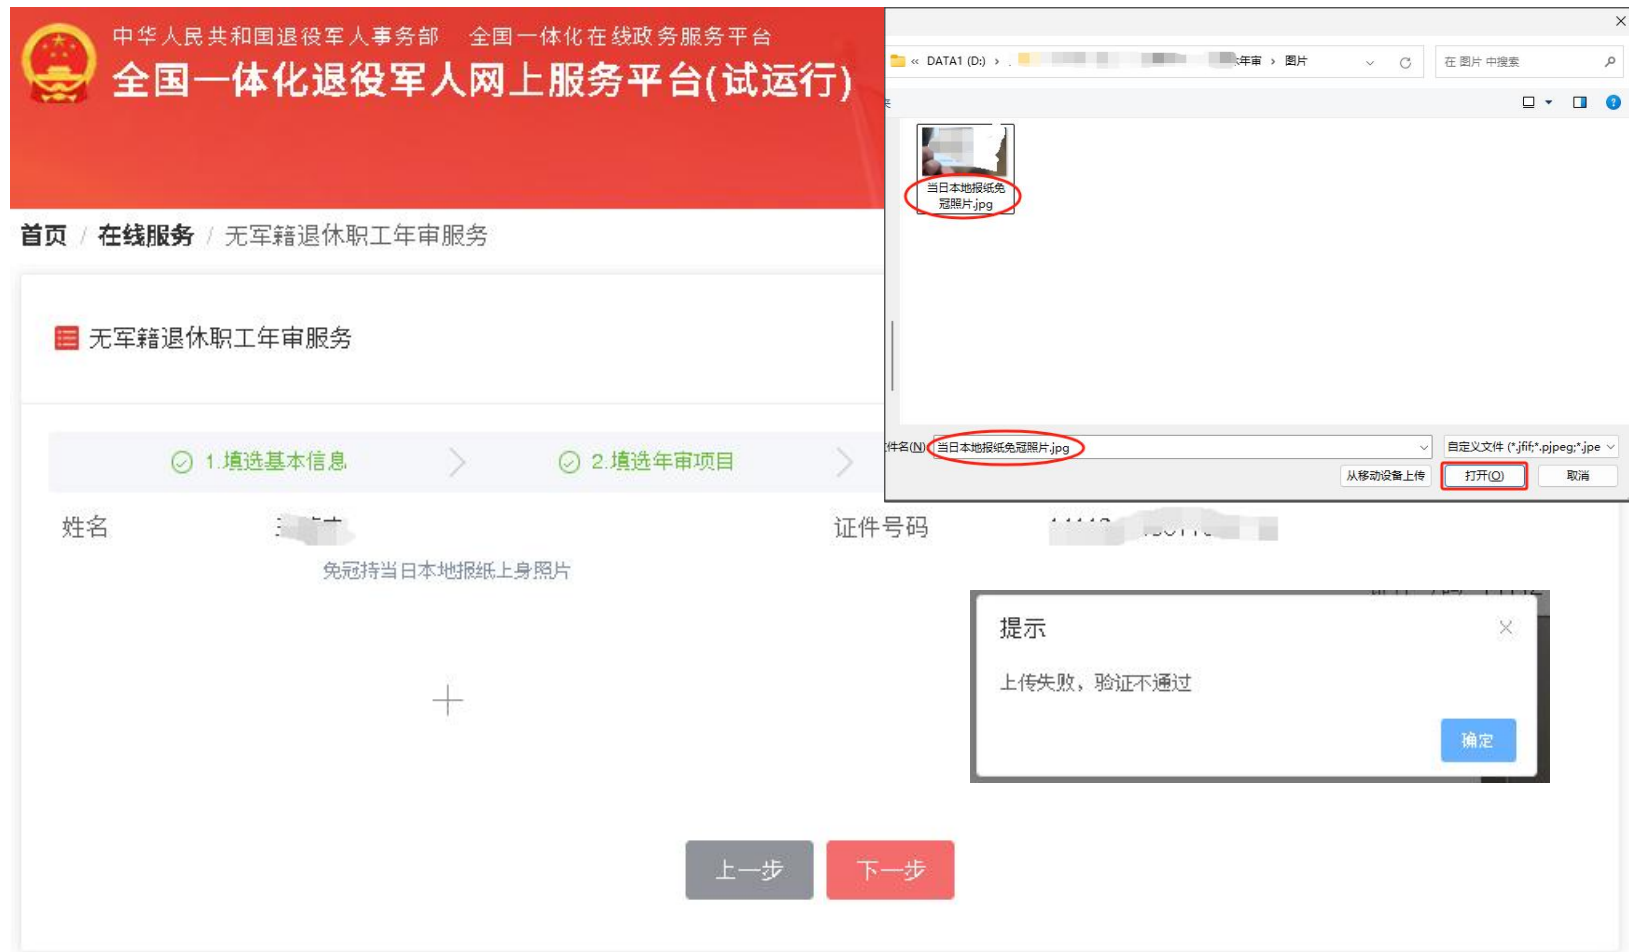 中华人民共和国退役军人事务部 全国一体化在线政务服务平台
全国一体化退役军人网上服务平台(试运行)
首页 / 在线服务 / 无军籍退休职工年审服务
无军籍退休职工年审服务
1.填选基本信息
2.填选年审项目
姓名
证件号码
免冠持当日本地报纸上身照片
上一步
下一步
« DATA1 (D:) ›
年审 › 图片
在 图片 中搜索
当日本地报纸免
冠照片.jpg
件名(N)
当日本地报纸免冠照片.jpg
自定义文件 (*.jfif;*.pjpeg;*.jpe
从移动设备上传
打开(O)
取消
提示
上传失败，验证不通过
确定